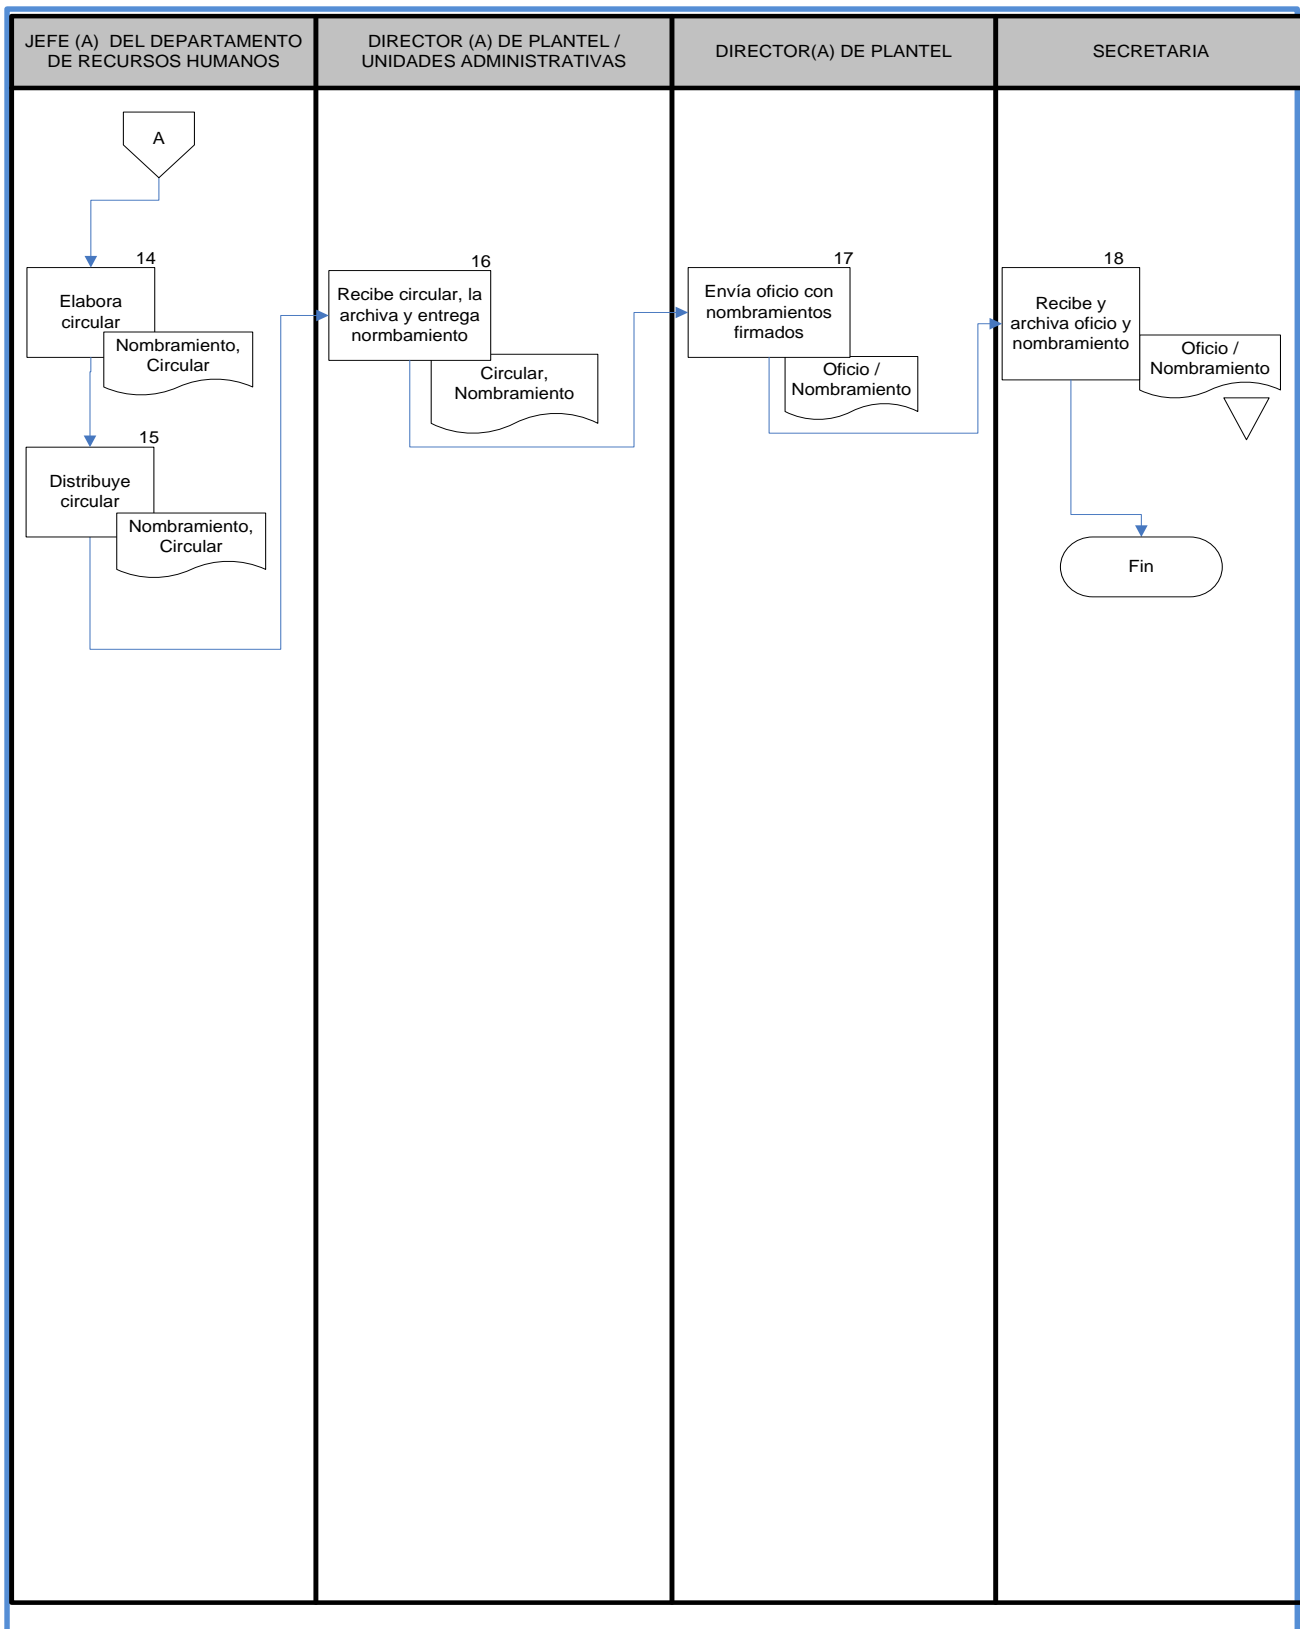 JEFE (A) DEL DEPARTAMENTO
DE RECURSOS HUMANOS
DIRECTOR (A) DE PLANTEL /
UNIDADES ADMINISTRATIVAS
DIRECTOR(A) DE PLANTEL
SECRETARIA
A
14
Elabora
circular
Nombramiento,
Circular
15
Distribuye
circular
Nombramiento,
Circular
16
Recibe circular, la
archiva y entrega
normbamiento
Circular,
Nombramiento
17
Envía oficio con
nombramientos
firmados
Oficio /
Nombramiento
18
Recibe y
archiva oficio y
nombramiento
Oficio /
Nombramiento
Fin